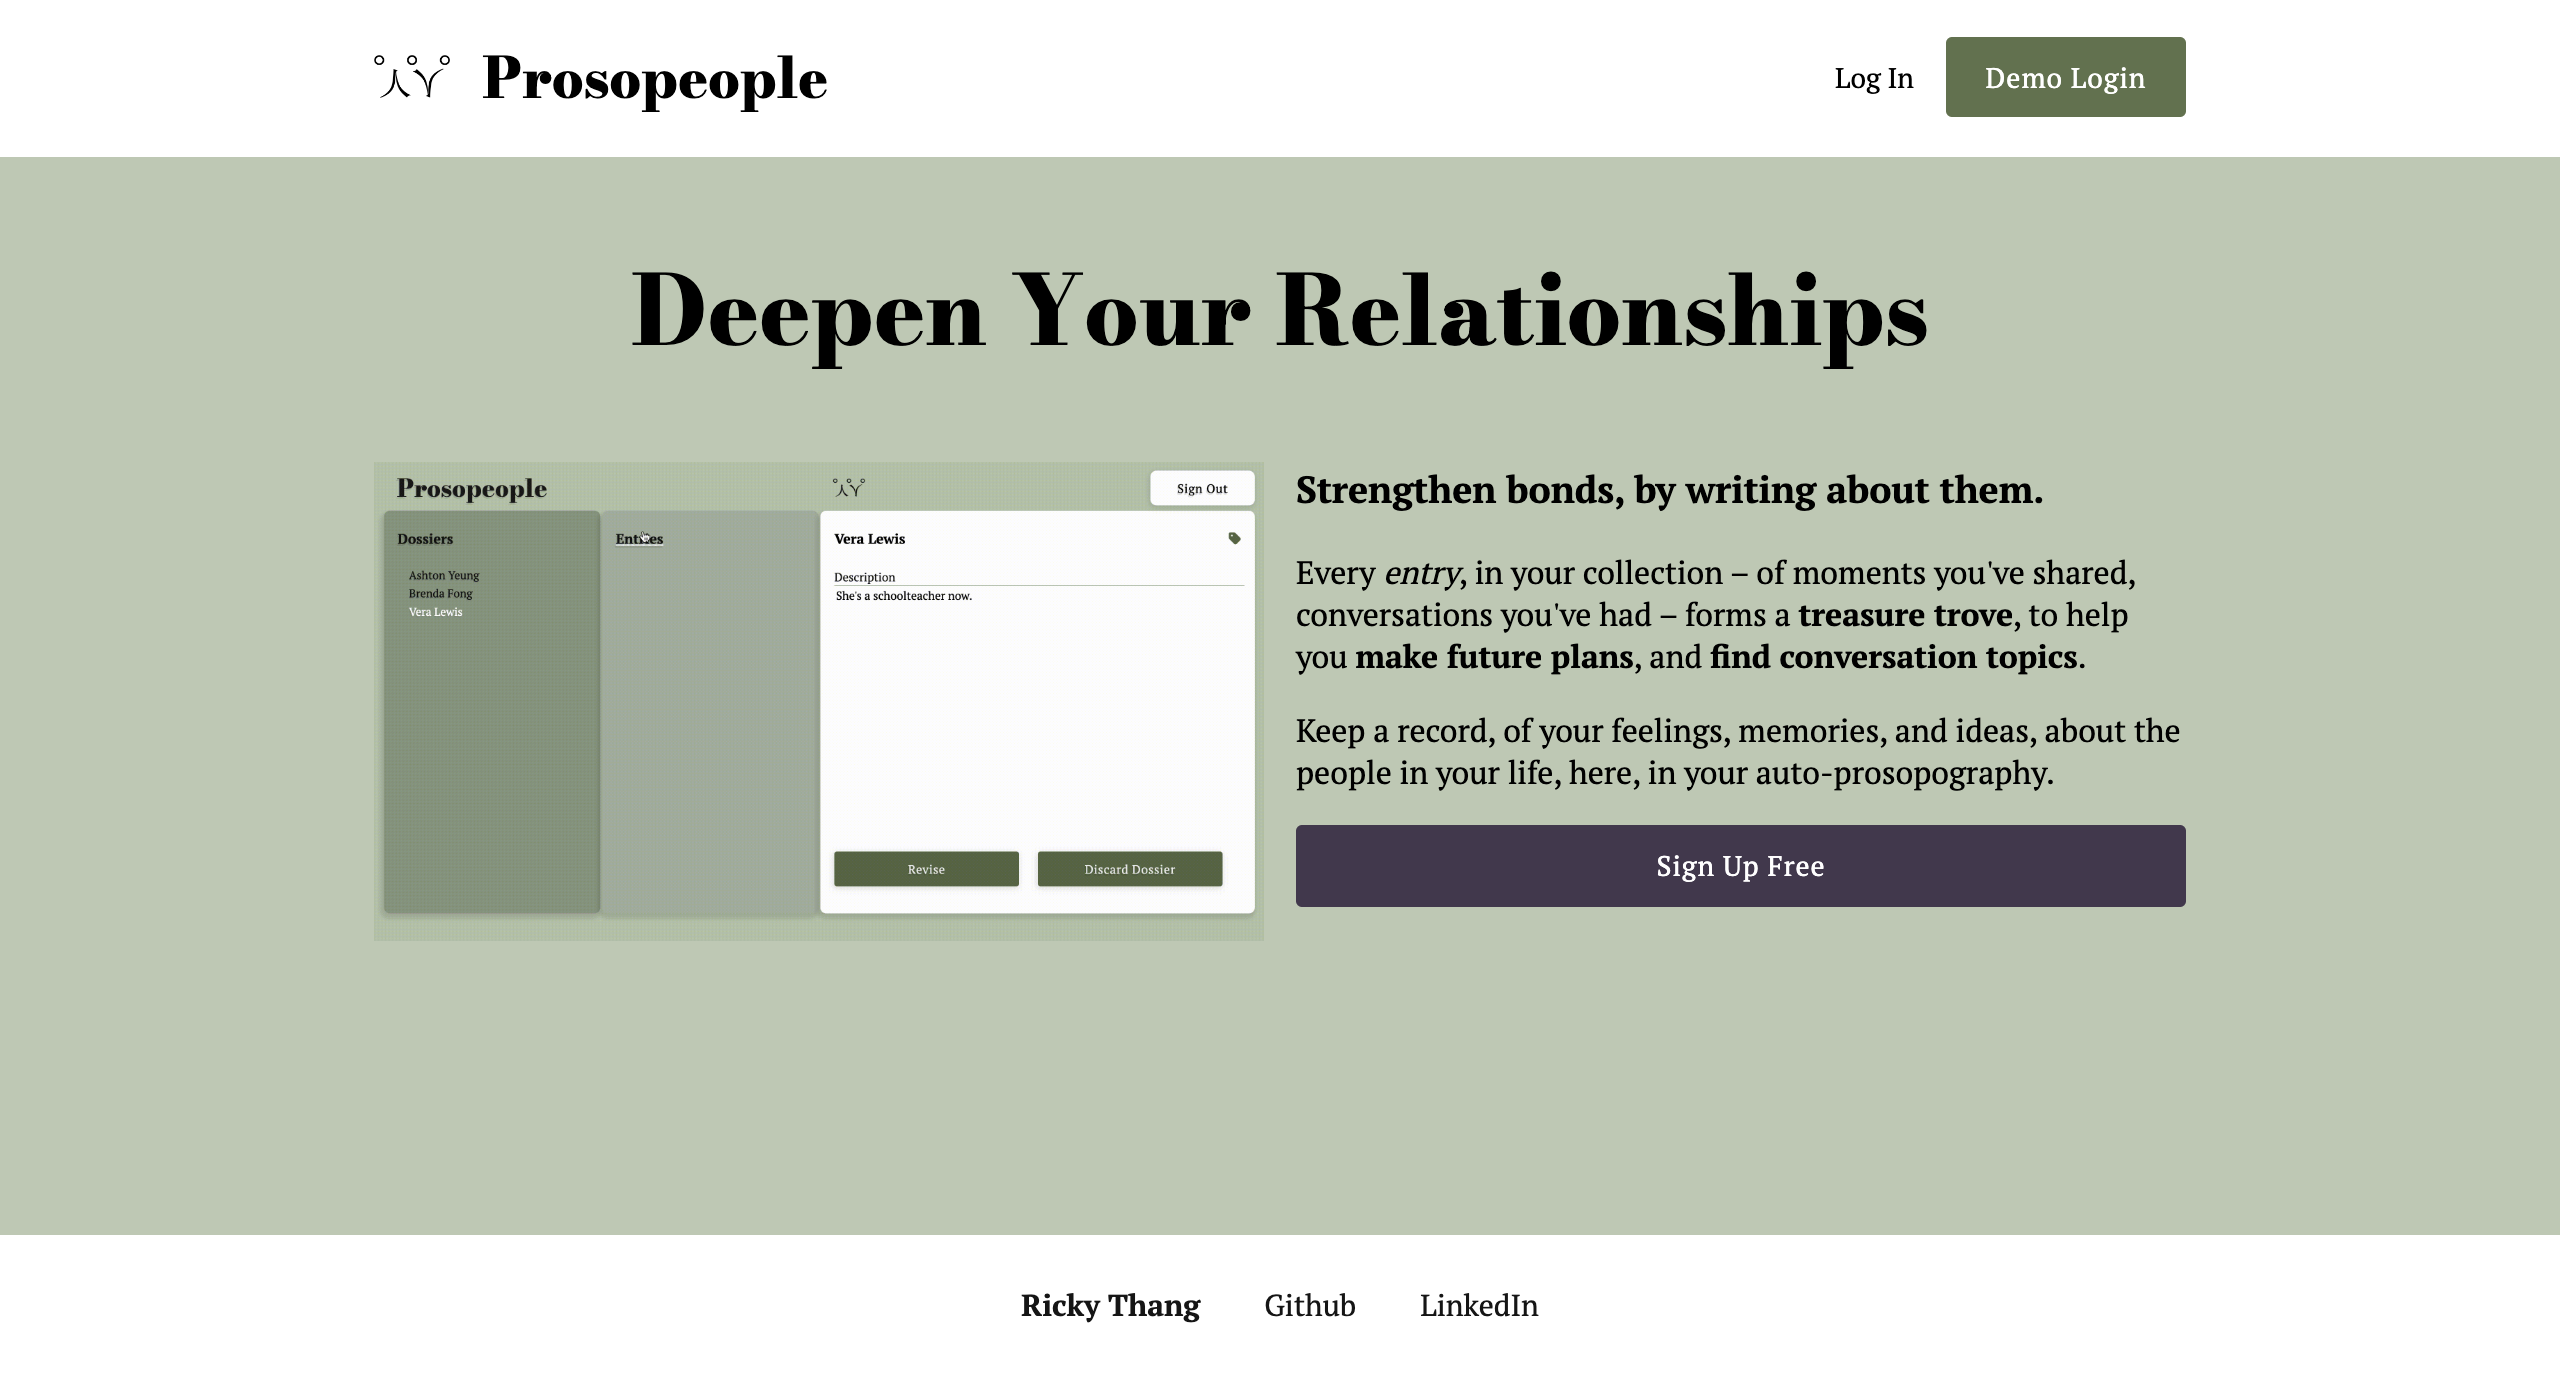 Prosopeople
Log In
Demo Login
Deepen Your Relationships
Prosopeople
Sign Out
Dossiers
Ashton Yeung
Brenda Fong
Vera Lewis
Entries
Vera Lewis
Description
She's a schoolteacher now.
Revise
Discard Dossier
Strengthen bonds, by writing about them.
Every entry, in your collection – of moments you've shared,
conversations you've had – forms a treasure trove, to help
you make future plans, and find conversation topics.
Keep a record, of your feelings, memories, and ideas, about the
people in your life, here, in your auto-prosopography.
Sign Up Free
Ricky Thang
Github
LinkedIn